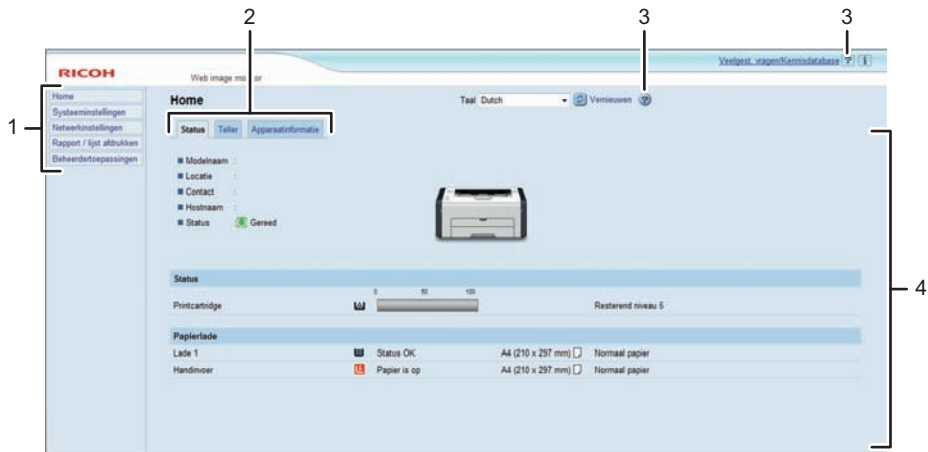 2 3 3
Veelgest. vragen/Kennisdatabase ? i
RICOH
Web image monitor
1
Home
Systeeminstellingen
Netwerkinstellingen
Rapport / lijst afdrukken
Beheerdertoepassingen
Home Taal Dutch Vernieuwen ?
Status Teller Apparaatinformatie
Modelnaam :
Locatie :
Contact :
Hostnaam :
Status : Gereed
Status
0 50 100
Printcartridge Resterend niveau 5
4
Papierlade
Lade 1 Status OK A4 (210 x 297 mm) Normaal papier
Handinvoer Papier is op A4 (210 x 297 mm) Normaal papier